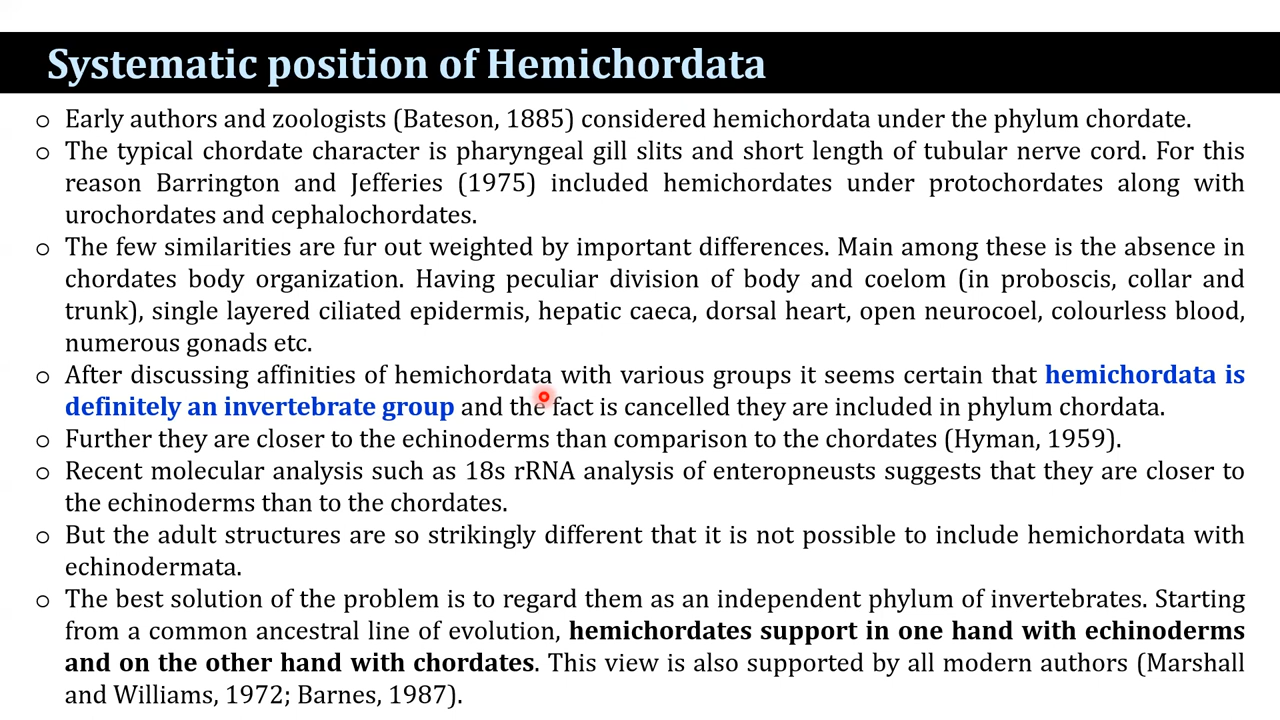 Systematic position of Hemichordata
o Early authors and zoologists (Bateson, 1885) considered hemichordata under the phylum chordate.
o The typical chordate character is pharyngeal gill slits and short length of tubular nerve cord. For this
reason Barrington and Jefferies (1975) included hemichordates under protochordates along with
urochordates and cephalochordates.
o The few similarities are fur out weighted by important differences. Main among these is the absence in
chordates body organization. Having peculiar division of body and coelom (in proboscis, collar and
trunk), single layered ciliated epidermis, hepatic caeca, dorsal heart, open neurocoel, colourless blood,
numerous gonads etc.
o After discussing affinities of hemichordata with various groups it seems certain that hemichordata is
definitely an invertebrate group and the fact is cancelled they are included in phylum chordata.
o Further they are closer to the echinoderms than comparison to the chordates (Hyman, 1959).
o Recent molecular analysis such as 18s rRNA analysis of enteropneusts suggests that they are closer to
the echinoderms than to the chordates.
o But the adult structures are so strikingly different that it is not possible to include hemichordata with
echinodermata.
o The best solution of the problem is to regard them as an independent phylum of invertebrates. Starting
from a common ancestral line of evolution, hemichordates support in one hand with echinoderms
and on the other hand with chordates. This view is also supported by all modern authors (Marshall
and Williams, 1972; Barnes, 1987).